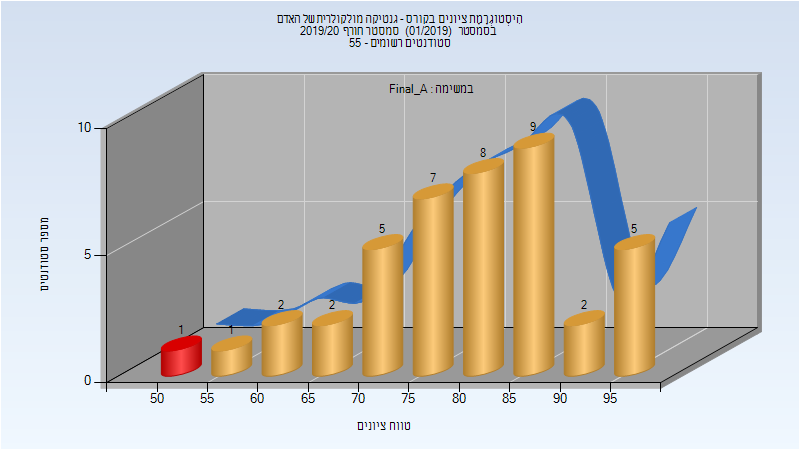 היסטוגרמת ציונים בקורס - גנטיקה מולקולרית של האדם
בסמסטר (01/2019) סמסטר חורף 2019/20
סטודנטים רשומים - 55
במשימה : Final_A
מספר סטודנטים
10
5
0
1
1
2
2
5
7
8
9
2
5
50 55 60 65 70 75 80 85 90 95
טווח ציונים